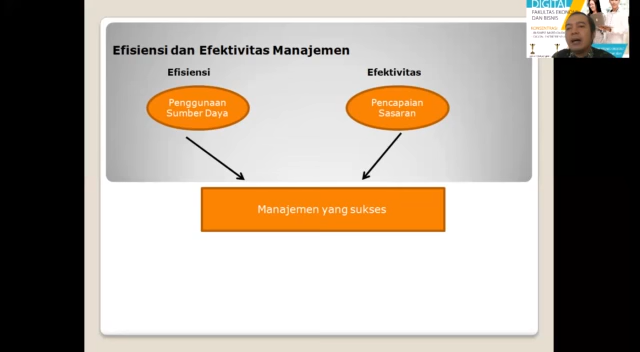 Efisiensi dan Efektivitas Manajemen
Efisiensi
Efektivitas
Penggunaan
Sumber Daya
Pencapaian
Sasaran
Manajemen yang sukses
DIGITAL
FAKULTAS EKONOMI
DAN BISNIS